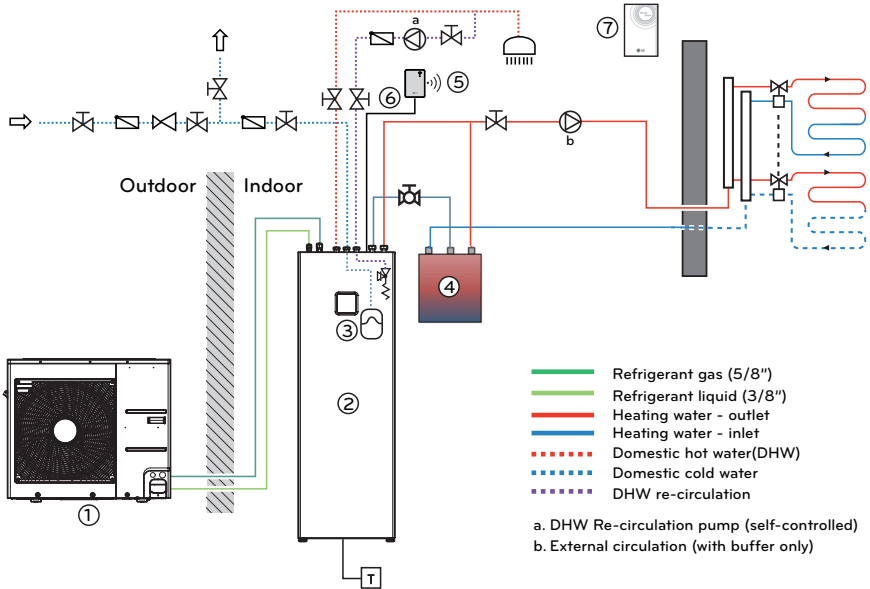 a
⑦
⑤
⑥
b
Outdoor
Indoor
④
③
②
①
T
Refrigerant gas (5/8")
Refrigerant liquid (3/8")
Heating water - outlet
Heating water - inlet
Domestic hot water(DHW)
Domestic cold water
DHW re-circulation
a. DHW Re-circulation pump (self-controlled)
b. External circulation (with buffer only)